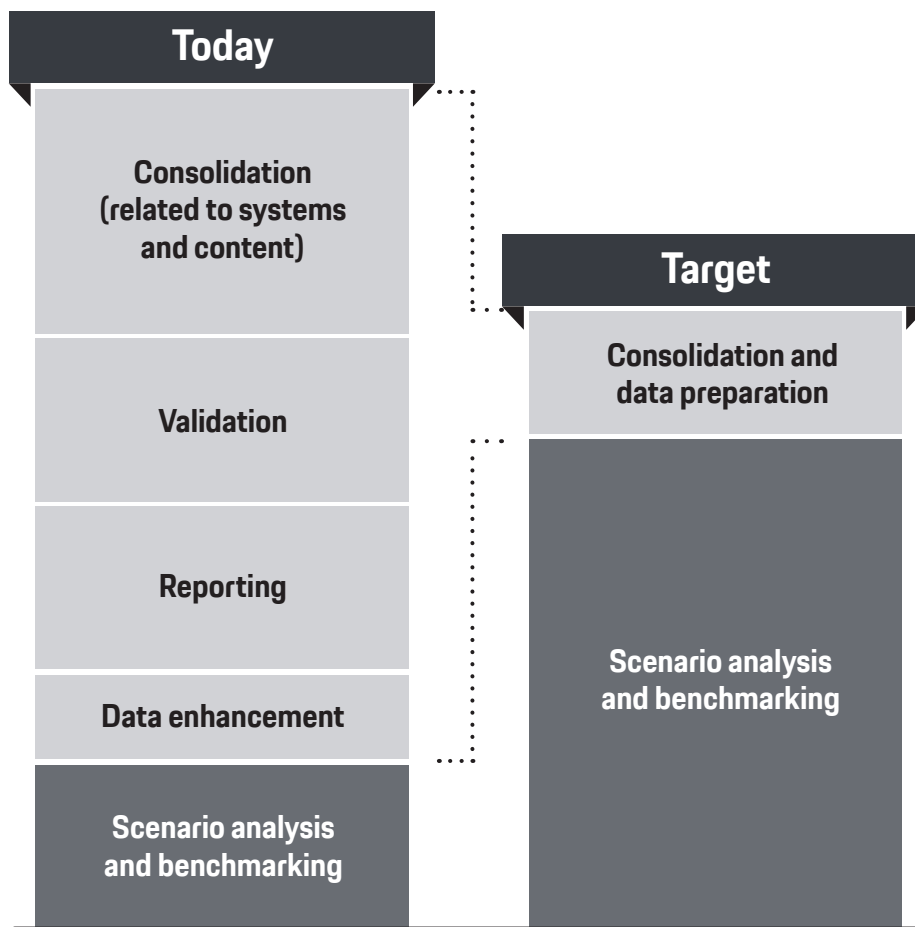 Today
Consolidation
(related to systems
and content)
Validation
Reporting
Data enhancement
Scenario analysis
and benchmarking
Target
Consolidation and
data preparation
Scenario analysis
and benchmarking